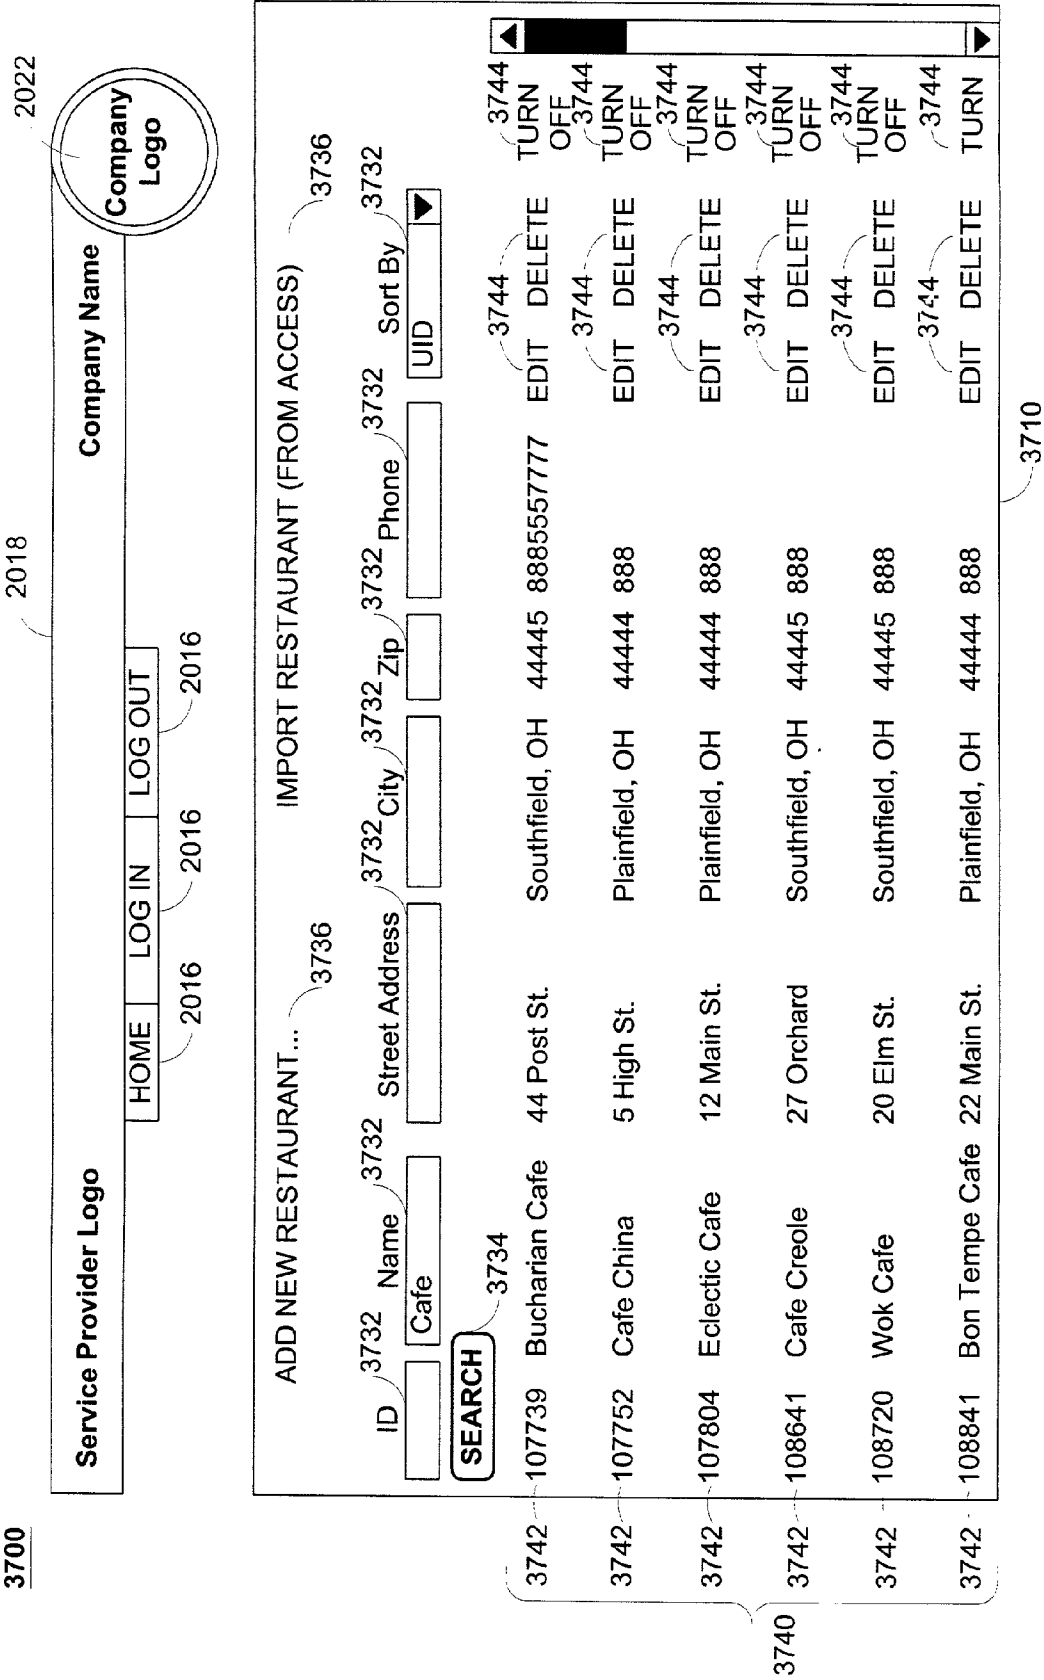 3700
2018
2022
Service Provider Logo
Company Name
Company
Logo
HOME
LOG IN
LOG OUT
2016
2016
2016
ADD NEW RESTAURANT...
IMPORT RESTAURANT (FROM ACCESS)
3736
3736
3732
3732
3732
3732
3732
3732
3732
ID
Name
Street Address
City
Zip
Phone
Sort By
Cafe
UID
SEARCH
3734
3744
3744
3744
3742
107739
Bucharian Cafe
44 Post St.
Southfield, OH
44445
8885557777
EDIT
DELETE
TURN
OFF
3744
3744
3744
3742
107752
Cafe China
5 High St.
Plainfield, OH
44444
888
EDIT
DELETE
TURN
OFF
3744
3744
3744
3742
107804
Eclectic Cafe
12 Main St.
Plainfield, OH
44444
888
EDIT
DELETE
TURN
OFF
3744
3744
3744
3742
108641
Cafe Creole
27 Orchard
Southfield, OH
44445
888
EDIT
DELETE
TURN
OFF
3744
3744
3744
3742
108720
Wok Cafe
20 Elm St.
Southfield, OH
44445
888
EDIT
DELETE
TURN
OFF
3744
3744
3744
3742
108841
Bon Tempe Cafe
22 Main St.
Plainfield, OH
44444
888
EDIT
DELETE
TURN
3740
3710